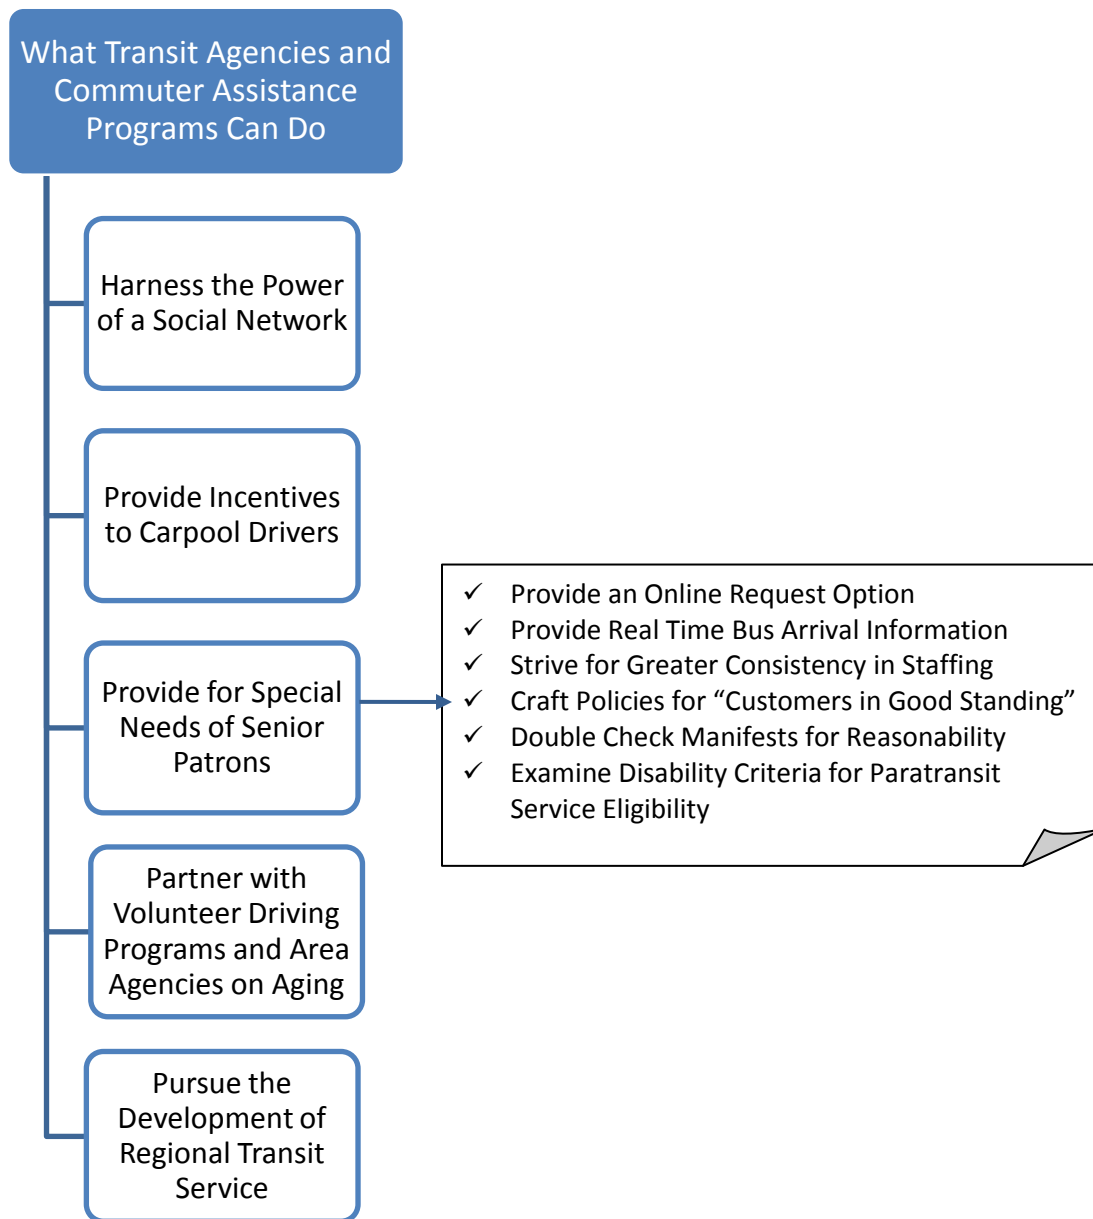 What Transit Agencies and
Commuter Assistance
Programs Can Do
Harness the Power
of a Social Network
Provide Incentives
to Carpool Drivers
Provide for Special
Needs of Senior
Patrons
✓ Provide an Online Request Option
✓ Provide Real Time Bus Arrival Information
✓ Strive for Greater Consistency in Staffing
✓ Craft Policies for “Customers in Good Standing”
✓ Double Check Manifests for Reasonability
✓ Examine Disability Criteria for Paratransit
Service Eligibility
Partner with
Volunteer Driving
Programs and Area
Agencies on Aging
Pursue the
Development of
Regional Transit
Service